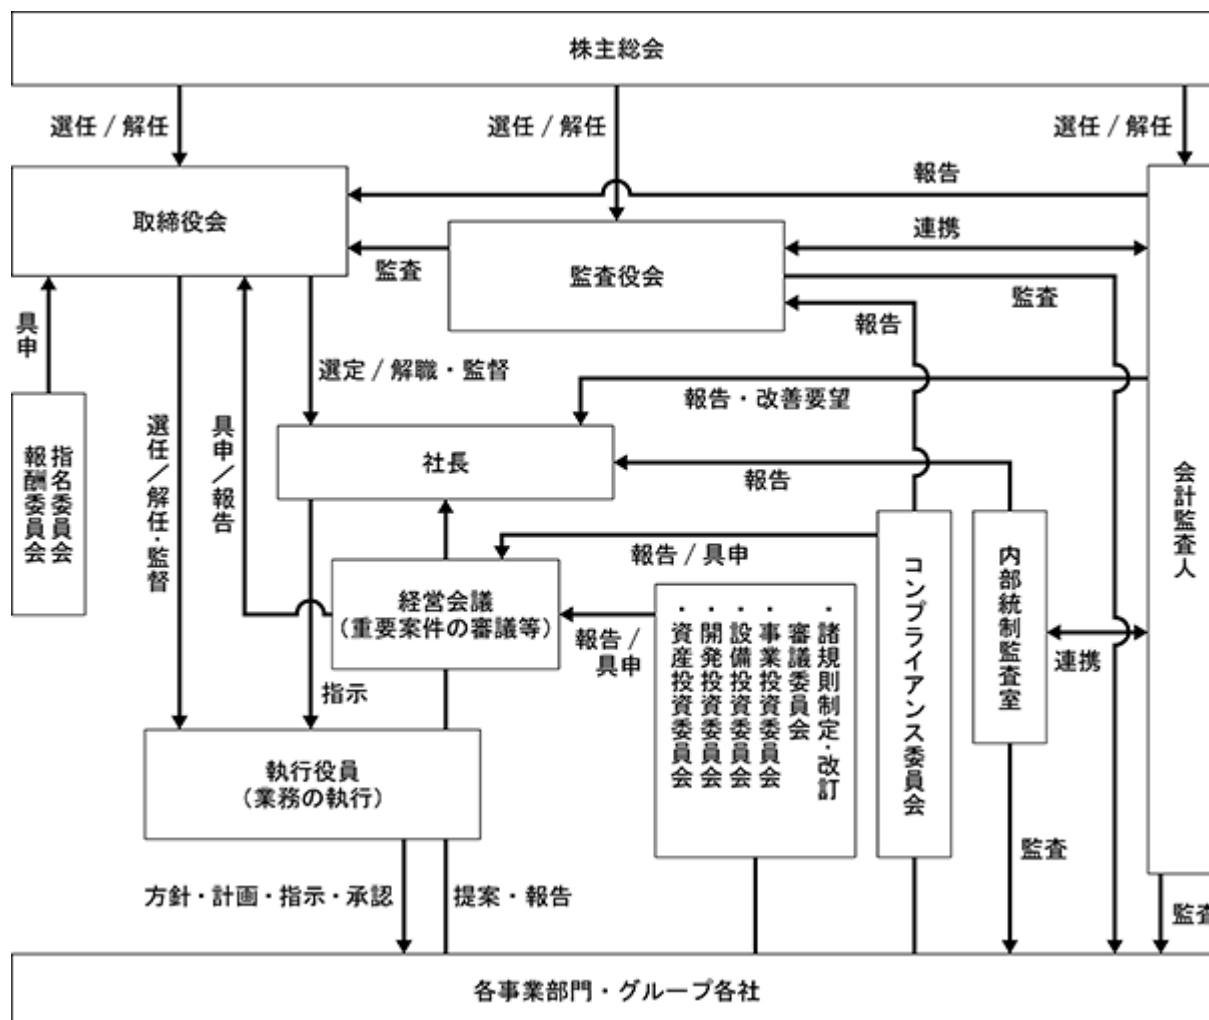 株主総会
選任 / 解任
選任 / 解任
選任 / 解任
報告
取締役会
連携
監査
監査役会
監査
報告
具申
選定 / 解職・監督
報告・改善要望
指名委員会
報酬委員会
選任／解任・監督
具申／報告
社長
報告
会計監査人
報告 / 具申
コンプライアンス委員会
内部統制監査室
経営会議
(重要案件の審議等)
報告 /
具申
・諸規則制定・改訂
審議委員会
・事業投資委員会
・設備投資委員会
・開発投資委員会
・資産投資委員会
連携
指示
執行役員
(業務の執行)
監査
方針・計画・指示・承認
提案・報告
監査
各事業部門・グループ各社